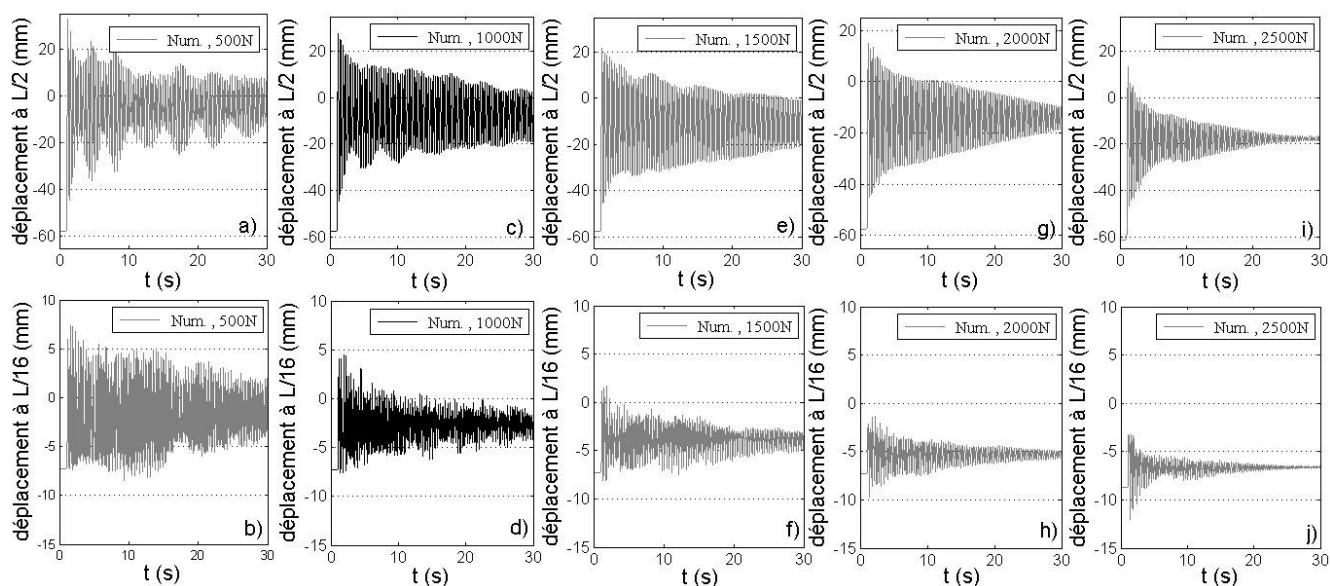 déplacement à L/2 (mm)
20
0
-20
-40
-60
Num., 500N
a)
0
10
20
30
t (s)
déplacement à L/2 (mm)
20
0
-20
-40
-60
Num., 1000N
c)
0
10
20
30
t (s)
déplacement à L/2 (mm)
20
0
-20
-40
-60
Num., 1500N
e)
0
10
20
30
t (s)
déplacement à L/2 (mm)
20
0
-20
-40
-60
Num., 2000N
g)
0
10
20
30
t (s)
déplacement à L/2 (mm)
20
0
-20
-40
-60
Num., 2500N
i)
0
10
20
30
t (s)
déplacement à L/16 (mm)
10
5
0
-5
-10
-15
Num., 500N
b)
0
10
20
30
t (s)
déplacement à L/16 (mm)
10
5
0
-5
-10
-15
Num., 1000N
d)
0
10
20
30
t (s)
déplacement à L/16 (mm)
10
5
0
-5
-10
-15
Num., 1500N
f)
0
10
20
30
t (s)
déplacement à L/16 (mm)
10
5
0
-5
-10
-15
Num., 2000N
h)
0
10
20
30
t (s)
déplacement à L/16 (mm)
10
5
0
-5
-10
-15
Num., 2500N
j)
0
10
20
30
t (s)